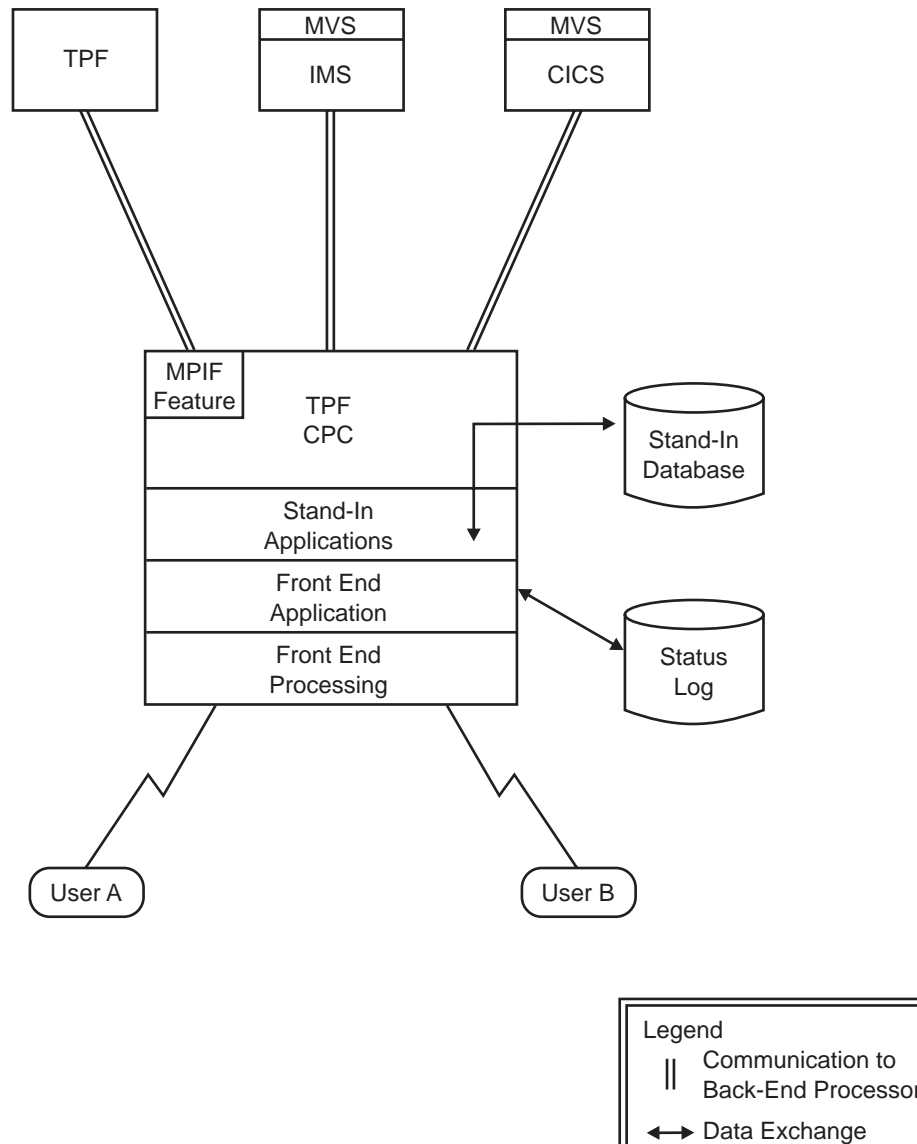 TPF
MVS
IMS
MVS
CICS
MPIF
Feature
TPF
CPC
Stand-In
Database
Stand-In
Applications
Front End
Application
Status
Log
Front End
Processing
User A
User B
Legend
Communication to
Back-End Processor
Data Exchange